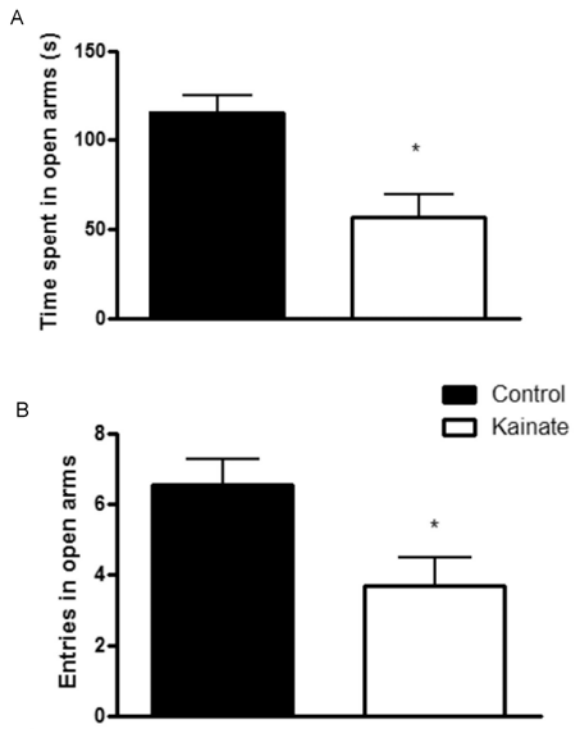 A
Time spent in open arms (s)
150
100
50
0
*
Control
Kainate
B
Entries in open arms
8
6
4
2
0
*